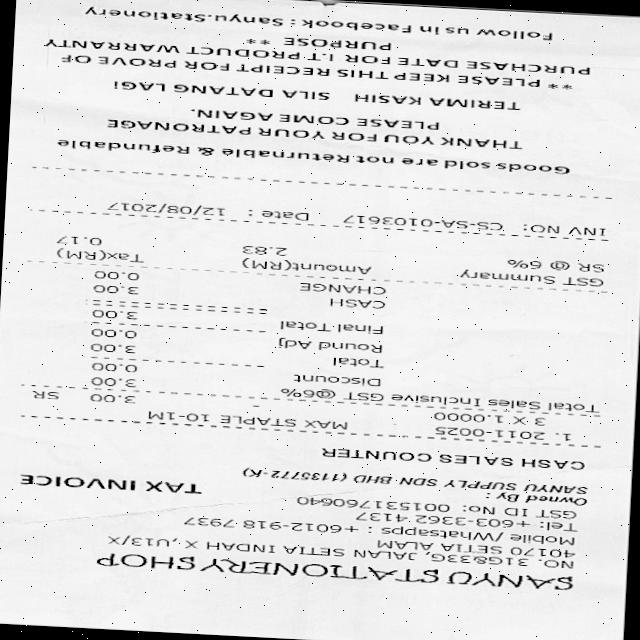 SANYU STATIONERY SHOP
NO. 31G&33G, JALAN SETIA INDAH X, U13/X
40170 SETIA ALAM
Mobile /Whatsapps : +6012-918 7937
Tel: +603-3362 4137
GST ID No: 001531760640
Owned By :
SANYU SUPPLY SDN BHD (1135772-K)
TAX INVOICE
CASH SALES COUNTER
1. 2011-0025 MAX STAPLE 10-1M
3 X 1.0000 3.00 SR
Total Sales Inclusive GST @6% 3.00
Discount 0.00
Total 3.00
Round Adj 0.00
Final Total 3.00
CASH 3.00
CHANGE 0.00
GST Summary Amount(RM) Tax(RM)
SR @ 6% 2.83 0.17
INV NO: CS-SA-0103617 Date : 12/08/2017
Goods sold are not Returnable & Refundable
THANK YOU FOR YOUR PATRONAGE
PLEASE COME AGAIN.
TERIMA KASIH SILA DATANG LAGI
** PLEASE KEEP THIS RECEIPT FOR PROVE OF
PURCHASE DATE FOR I.T PRODUCT WARRANTY
PURPOSE **
Follow us in Facebook : Sanyu.Stationery